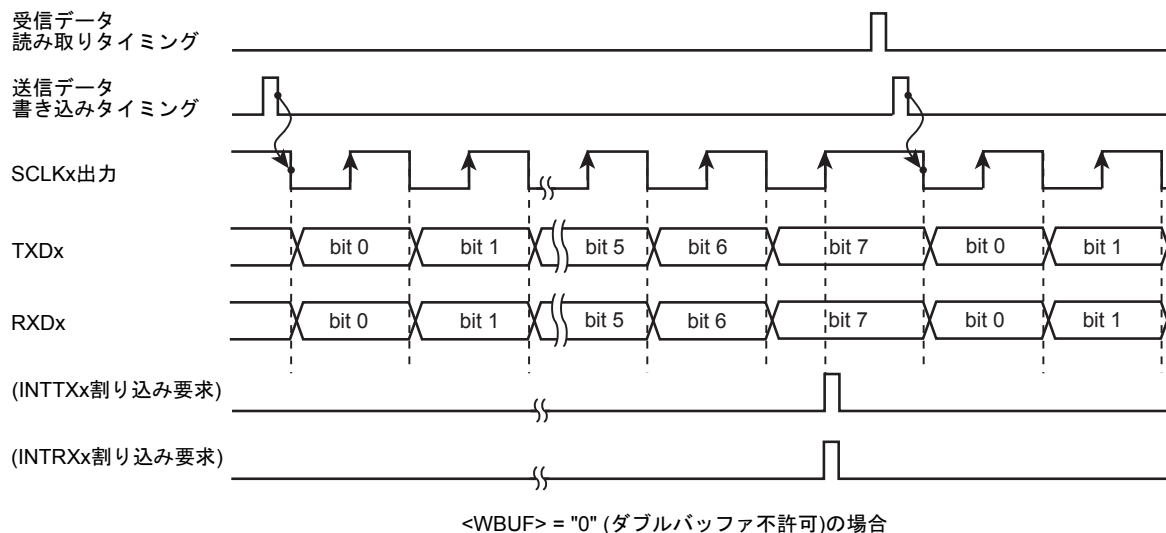 受信データ
読み取りタイミング
送信データ
書き込みタイミング
SCLKx出力
TXDx
bit 0
bit 1
bit 5
bit 6
bit 7
bit 0
bit 1
RXDx
bit 0
bit 1
bit 5
bit 6
bit 7
bit 0
bit 1
(INTTXx割り込み要求)
(INTRXx割り込み要求)
<WBUF> = "0" (ダブルバッファ不許可)の場合